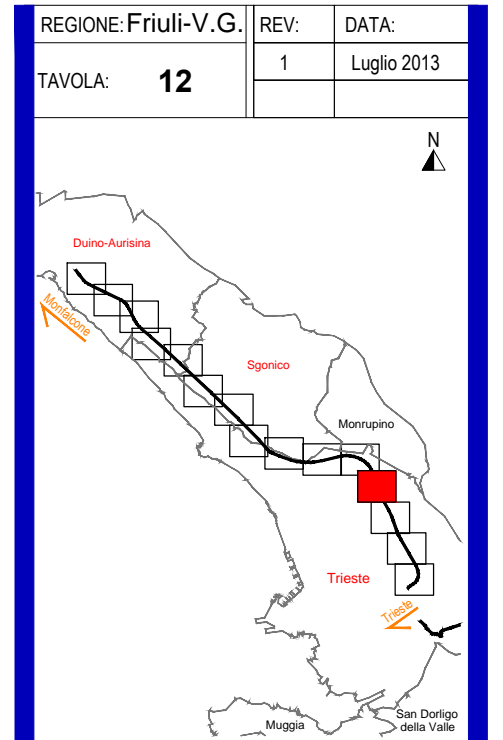 REGIONE: Friuli-V.G. REV: DATA:
TAVOLA: 12 1 Luglio 2013
N
Duino-Aurisina
Monfalcone
Sgonico
Monrupino
Trieste
Trieste
Muggia
San Dorligo
della Valle